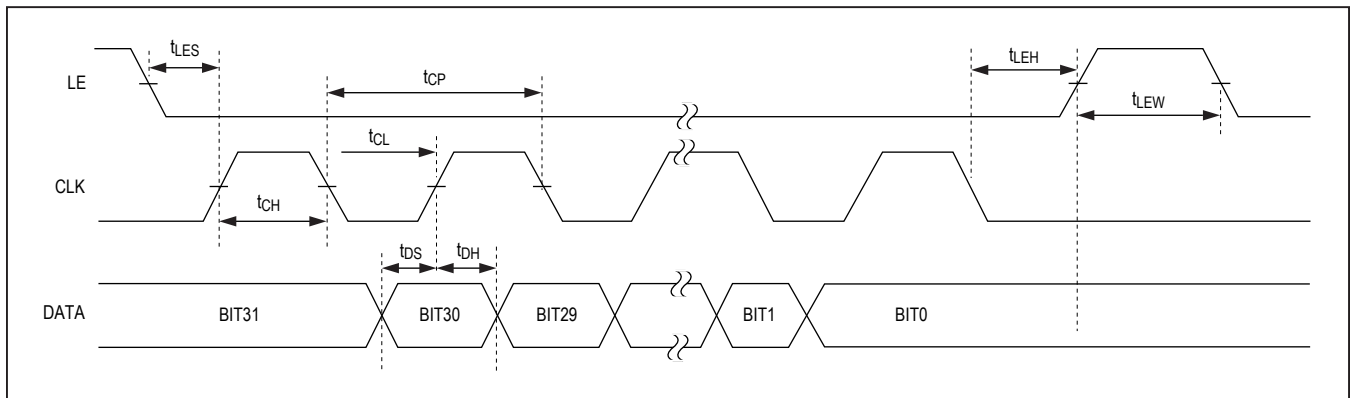 tLES
LE
tCP
tLEH
tLEW
tCL
CLK
tCH
tDS
tDH
DATA
BIT31
BIT30
BIT29
BIT1
BIT0